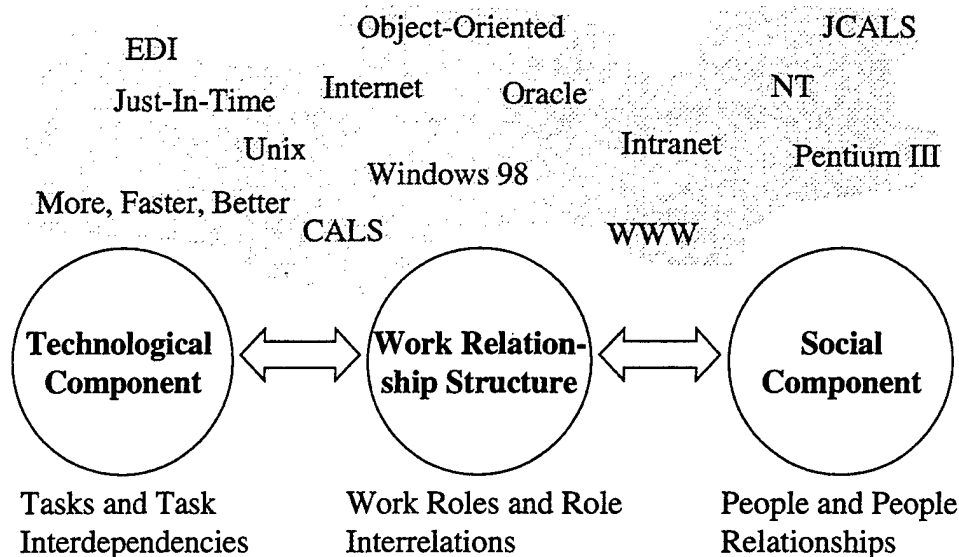 Object-Oriented
JCALS
EDI
Internet
Oracle
NT
Just-In-Time
Unix
Intranet
Pentium III
Windows 98
More, Faster, Better
CALS
WWW
Technological
Component
Work Relation-
ship Structure
Social
Component
Tasks and Task
Interdependencies
Work Roles and Role
Interrelations
People and People
Relationships